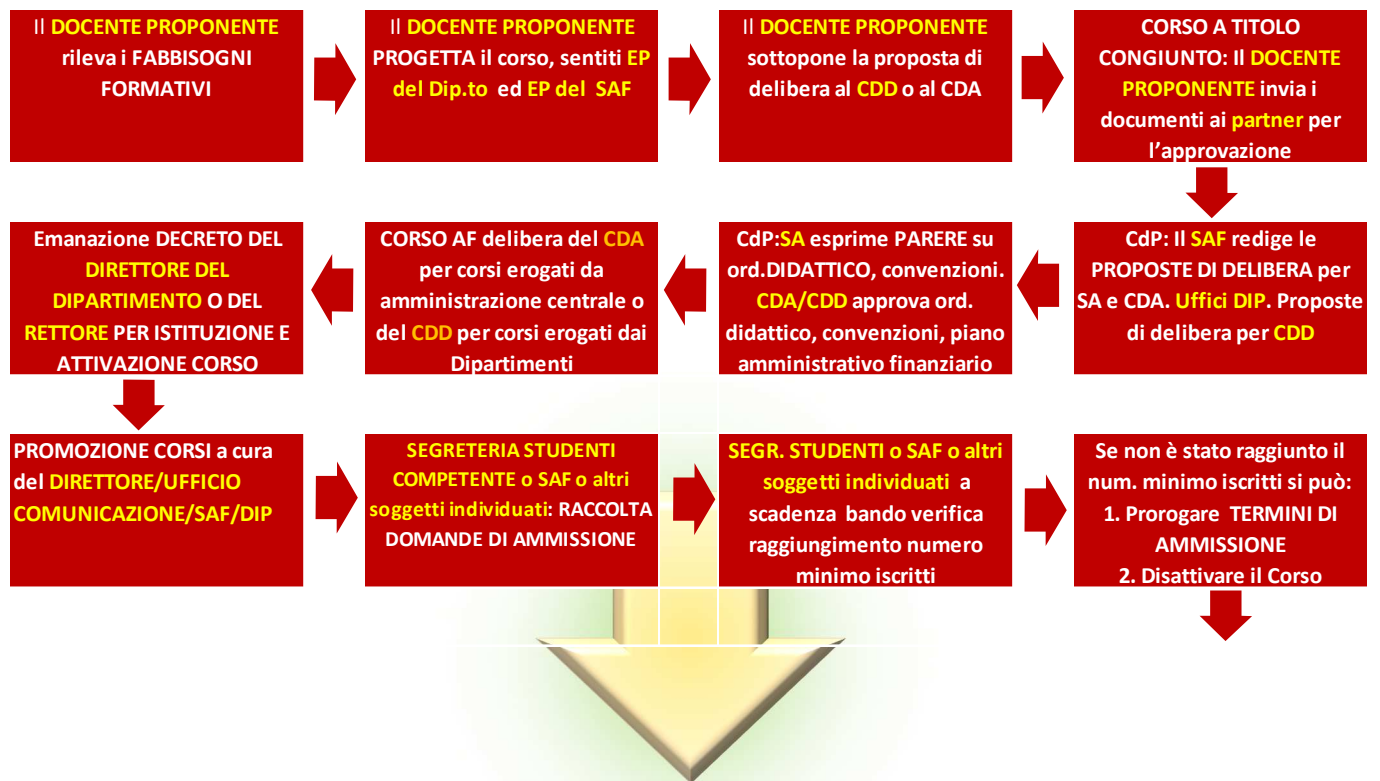 Il DOCENTE PROPONENTE
rileva i FABBISOGNI
FORMATIVI
Il DOCENTE PROPONENTE
PROGETTA il corso, sentiti EP
del Dip.to ed EP del SAF
Il DOCENTE PROPONENTE
sottopone la proposta di
delibera al CDD o al CDA
CORSO A TITOLO
CONGIUNTO: Il DOCENTE
PROPONENTE invia i
documenti ai partner per
l'approvazione
CdP: Il SAF redige le
PROPOSTE DI DELIBERA per
SA e CDA. Uffici DIP. Proposte
di delibera per CDD
CdP:SA esprime PARERE su
ord.DIDATTICO, convenzioni.
CDA/CDD approva ord.
didattico, convenzioni, piano
amministrativo finanziario
CORSO AF delibera del CDA
per corsi erogati da
amministrazione centrale o
del CDD per corsi erogati dai
Dipartimenti
Emanazione DECRETO DEL
DIRETTORE DEL
DIPARTIMENTO O DEL
RETTORE PER ISTITUZIONE E
ATTIVAZIONE CORSO
PROMOZIONE CORSI a cura
del DIRETTORE/UFFICIO
COMUNICAZIONE/SAF/DIP
SEGRETERIA STUDENTI
COMPETENTE o SAF o altri
soggetti individuati: RACCOLTA
DOMANDE DI AMMISSIONE
SEGR. STUDENTI o SAF o altri
soggetti individuati a
scadenza bando verifica
raggiungimento numero
minimo iscritti
Se non è stato raggiunto il
num. minimo iscritti si può:
1. Prorogare TERMINI DI
AMMISSIONE
2. Disattivare il Corso